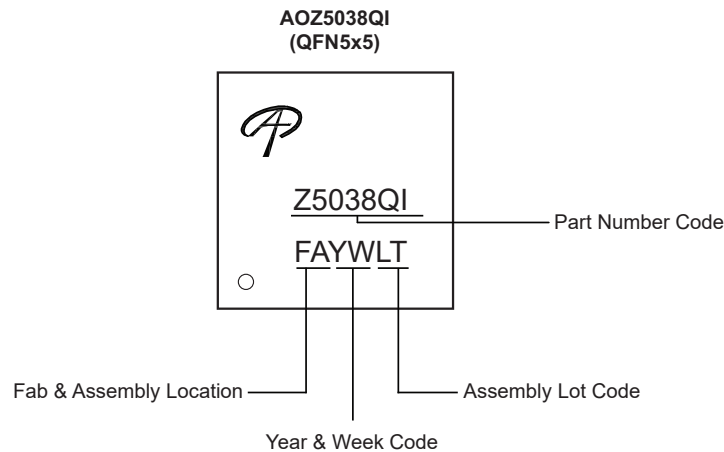 AOZ5038QI
(QFN5x5)
Z5038QI
Part Number Code
FAYWLT
Fab & Assembly Location
Assembly Lot Code
Year & Week Code